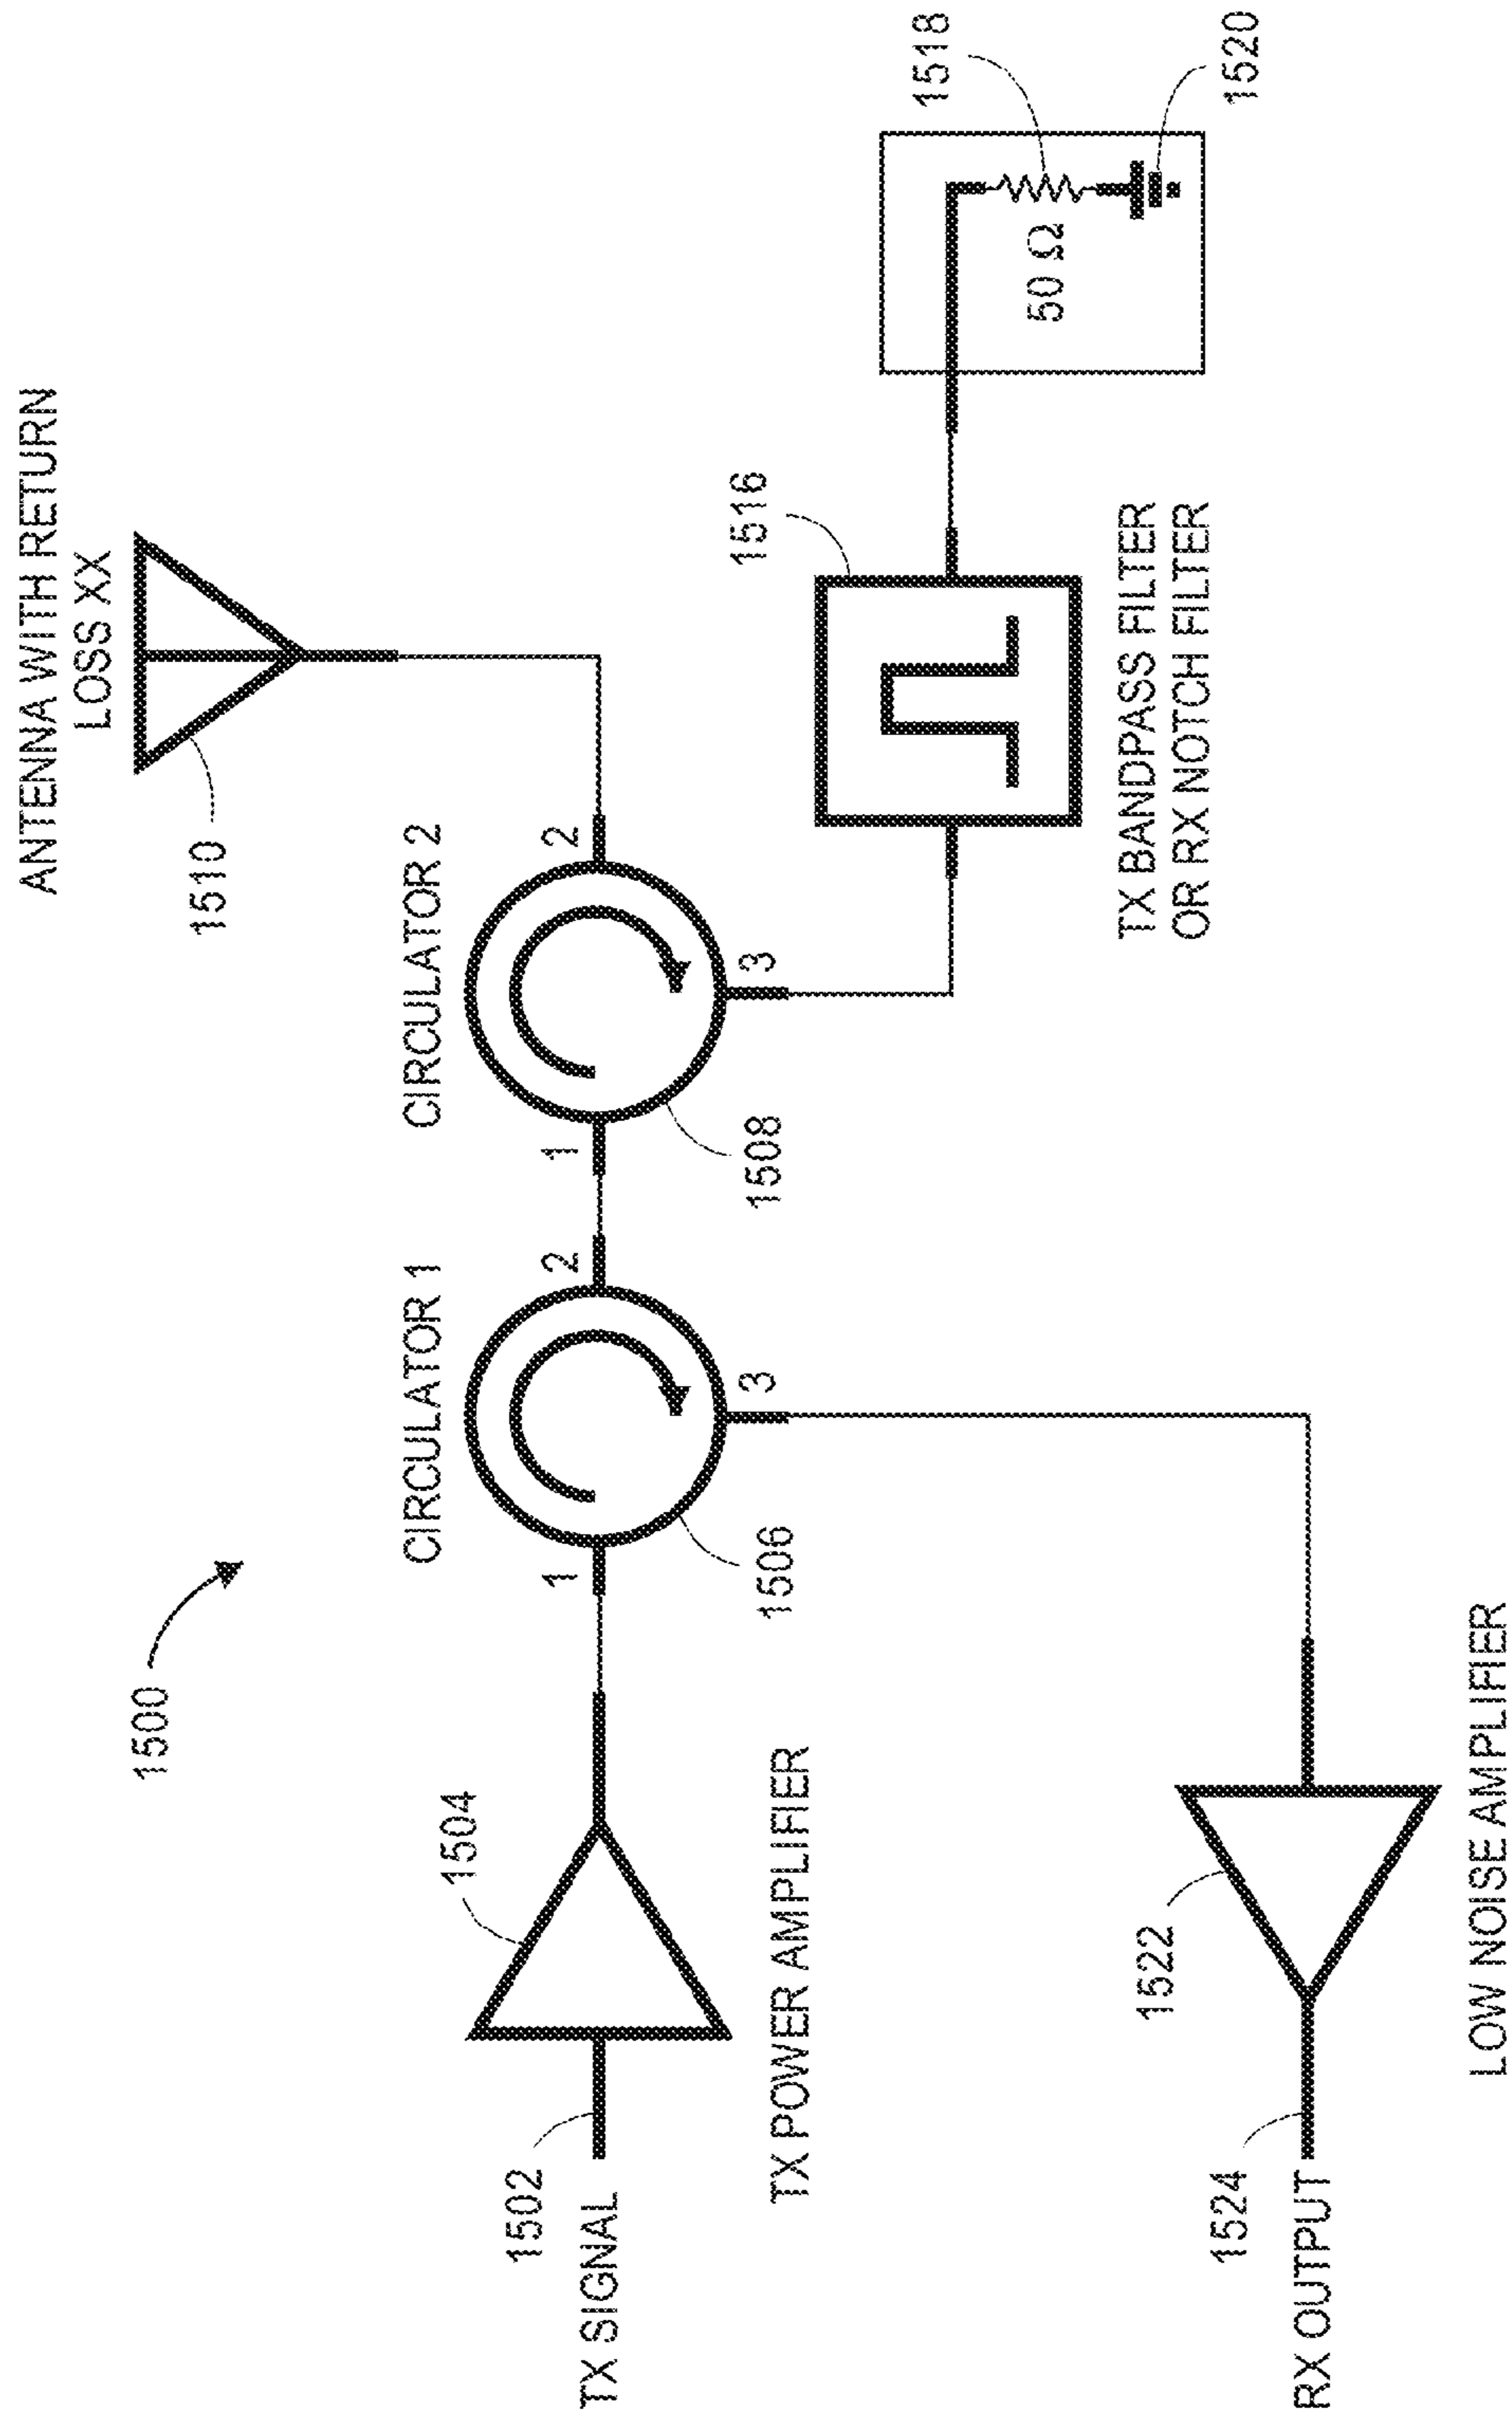 1500
ANTENNA WITH RETURN
LOSS XX
1510
CIRCULATOR 1
CIRCULATOR 2
1504
1
2
1
2
1502
TX SIGNAL
TX POWER AMPLIFIER
1506
3
1508
3
1516
1518
50 Ω
1520
TX BANDPASS FILTER
OR RX NOTCH FILTER
1522
1524
RX OUTPUT
LOW NOISE AMPLIFIER